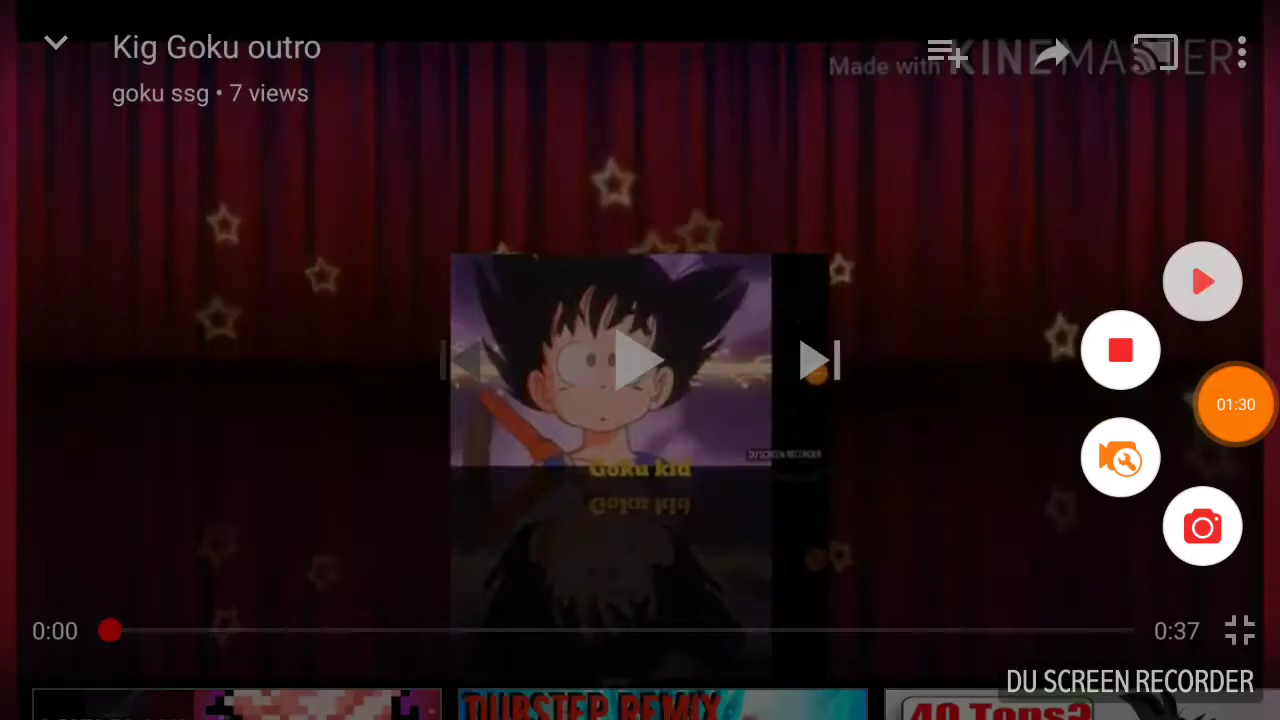 Kig Goku outro
Made with KINEMASTER
goku ssg • 7 views
01:30
DU SCREEN RECORDER
Goku kid
Goku kid
0:00
0:37
DU SCREEN RECORDER
DUBSTEP REMIX